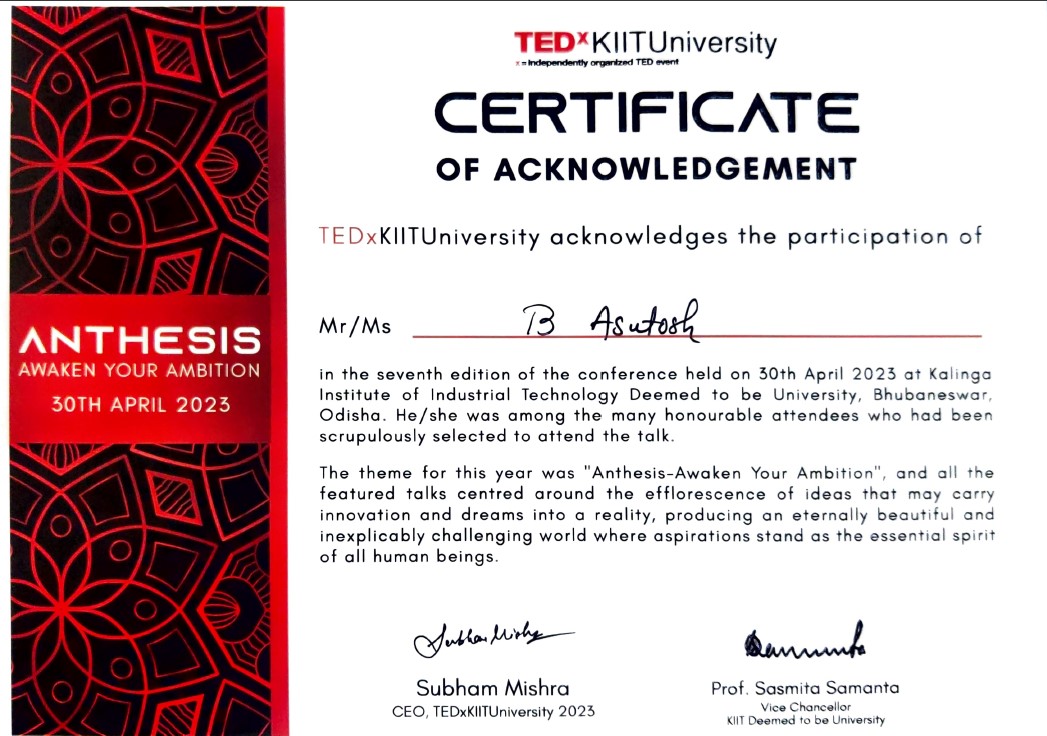 TEDxKIITUniversity
x = independently organized TED event
CERTIFICATE
OF ACKNOWLEDGEMENT
TEDxKIITUniversity acknowledges the participation of
Mr/Ms B Asutosh
in the seventh edition of the conference held on 30th April 2023 at Kalinga
Institute of Industrial Technology Deemed to be University, Bhubaneswar,
Odisha. He/she was among the many honourable attendees who had been
scrupulously selected to attend the talk.
The theme for this year was "Anthesis-Awaken Your Ambition", and all the
featured talks centred around the efflorescence of ideas that may carry
innovation and dreams into a reality, producing an eternally beautiful and
inexplicably challenging world where aspirations stand as the essential spirit
of all human beings.
ANTHESIS
AWAKEN YOUR AMBITION
30TH APRIL 2023
Subham Mishra
Subham Mishra
CEO, TEDxKIITUniversity 2023
Prof. Sasmita Samanta
Vice Chancellor
KIIT Deemed to be University